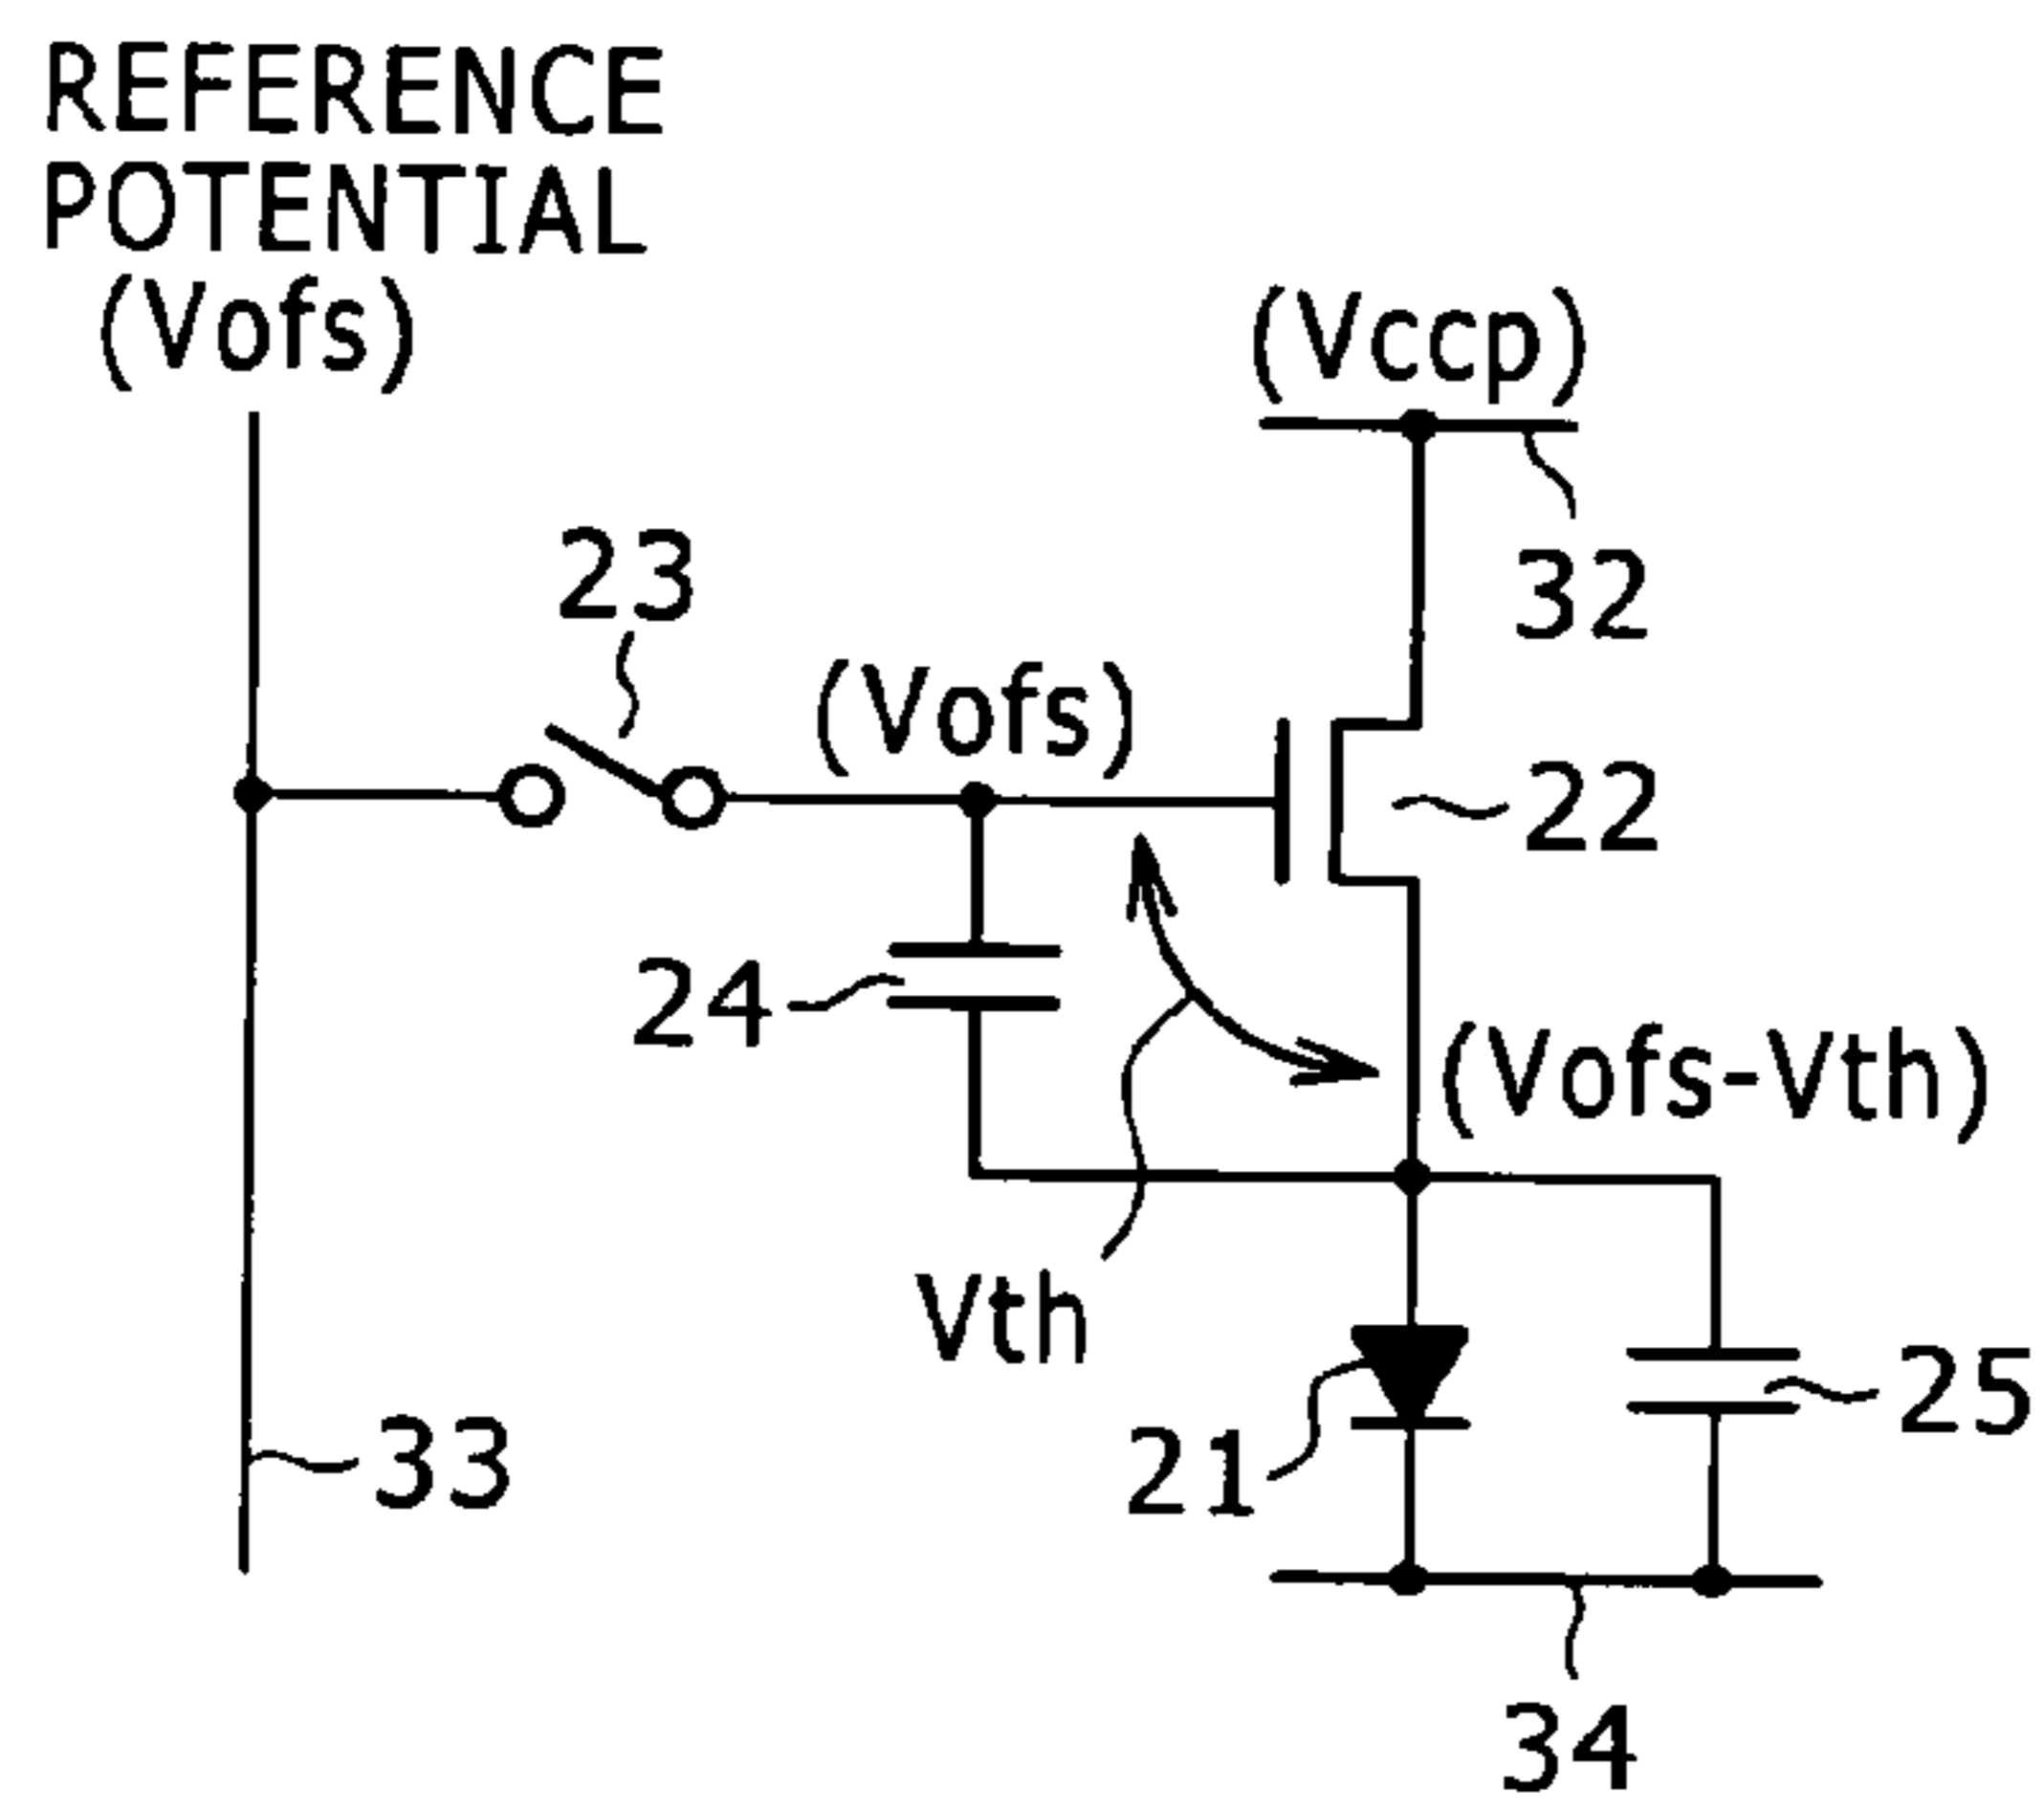 REFERENCE
POTENTIAL
(Vofs)
(Vccp)
32
23
(Vofs)
22
24
(Vofs-Vth)
Vth
21
25
33
34